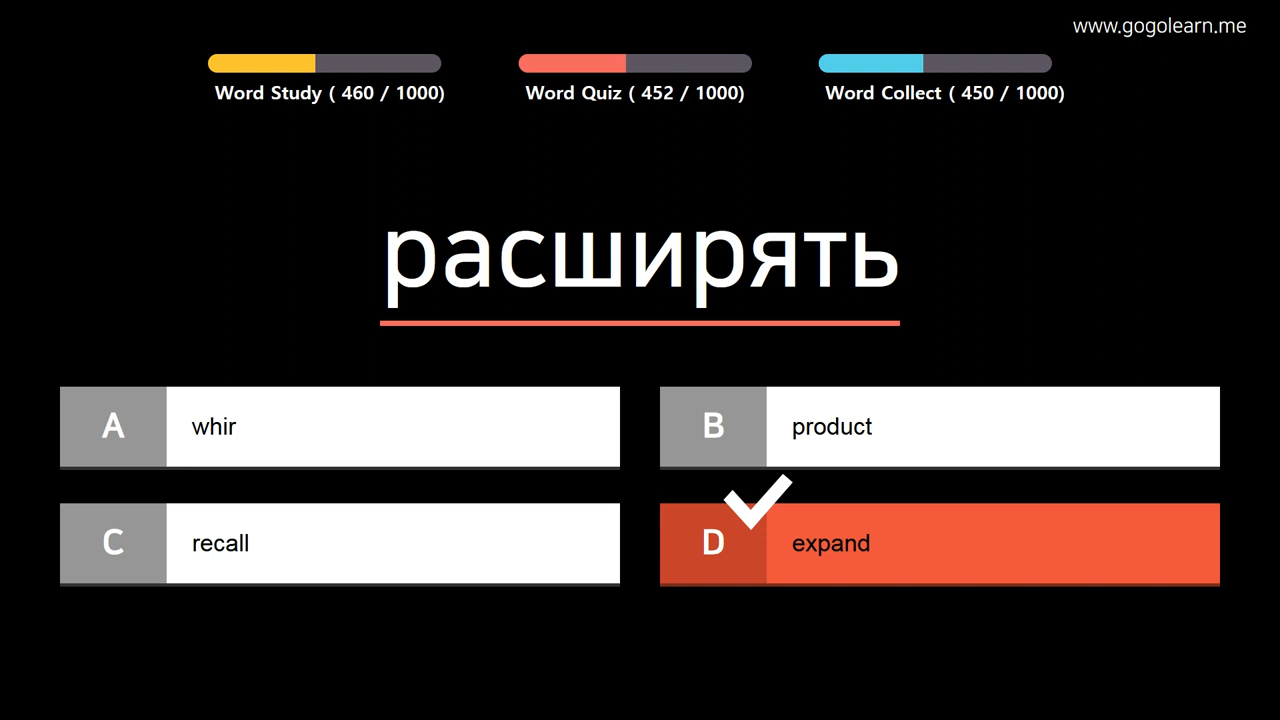 www.gogolearn.me
Word Study ( 460 / 1000)
Word Quiz ( 452 / 1000)
Word Collect ( 450 / 1000)
расширять
A whir
B product
C recall
D expand